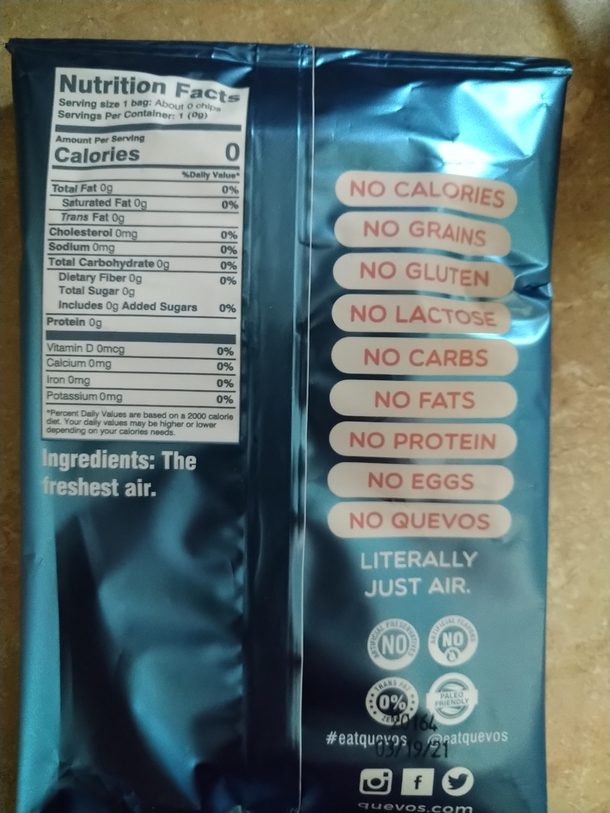 Nutrition Facts
Serving size 1 bag: About 0 chips
Servings Per Container: 1 (0g)
Amount Per Serving
Calories 0
%Daily Value*
Total Fat 0g 0%
Saturated Fat 0g 0%
Trans Fat 0g
Cholesterol 0mg 0%
Sodium 0mg 0%
Total Carbohydrate 0g 0%
Dietary Fiber 0g 0%
Total Sugar 0g
Includes 0g Added Sugars 0%
Protein 0g
Vitamin D 0mcg 0%
Calcium 0mg 0%
Iron 0mg 0%
Potassium 0mg 0%
*Percent Daily Values are based on a 2000 calorie
diet. Your daily values may be higher or lower
depending on your calories needs.
Ingredients: The
freshest air.
NO CALORIES
NO GRAINS
NO GLUTEN
NO LACTOSE
NO CARBS
NO FATS
NO PROTEIN
NO EGGS
NO QUEVOS
LITERALLY
JUST AIR.
ARTIFICIAL PRESERVATIVES
NO
ARTIFICIAL FLAVORS
NO
TRANS FAT
0%
PALEO
FRIENDLY
#eatquevos @eatquevos
03/19/21
quevos.com